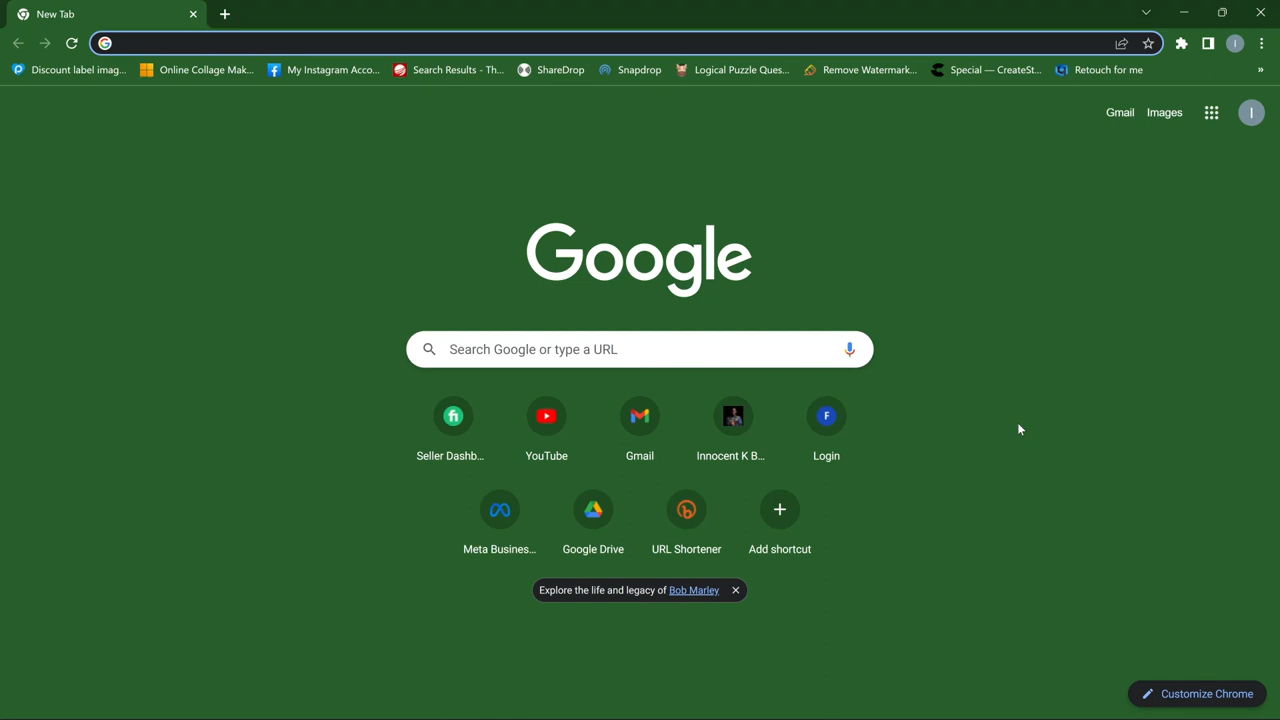 New Tab
Discount label imag...
Online Collage Mak...
My Instagram Acco...
Search Results - Th...
ShareDrop
Snapdrop
Logical Puzzle Ques...
Remove Watermark...
Special — CreateSt...
Retouch for me
»
I
Gmail
Images
I
Google
Search Google or type a URL
Seller Dashb...
YouTube
Gmail
Innocent K B...
F
Login
Meta Busines...
Google Drive
URL Shortener
Add shortcut
Explore the life and legacy of Bob Marley
Customize Chrome